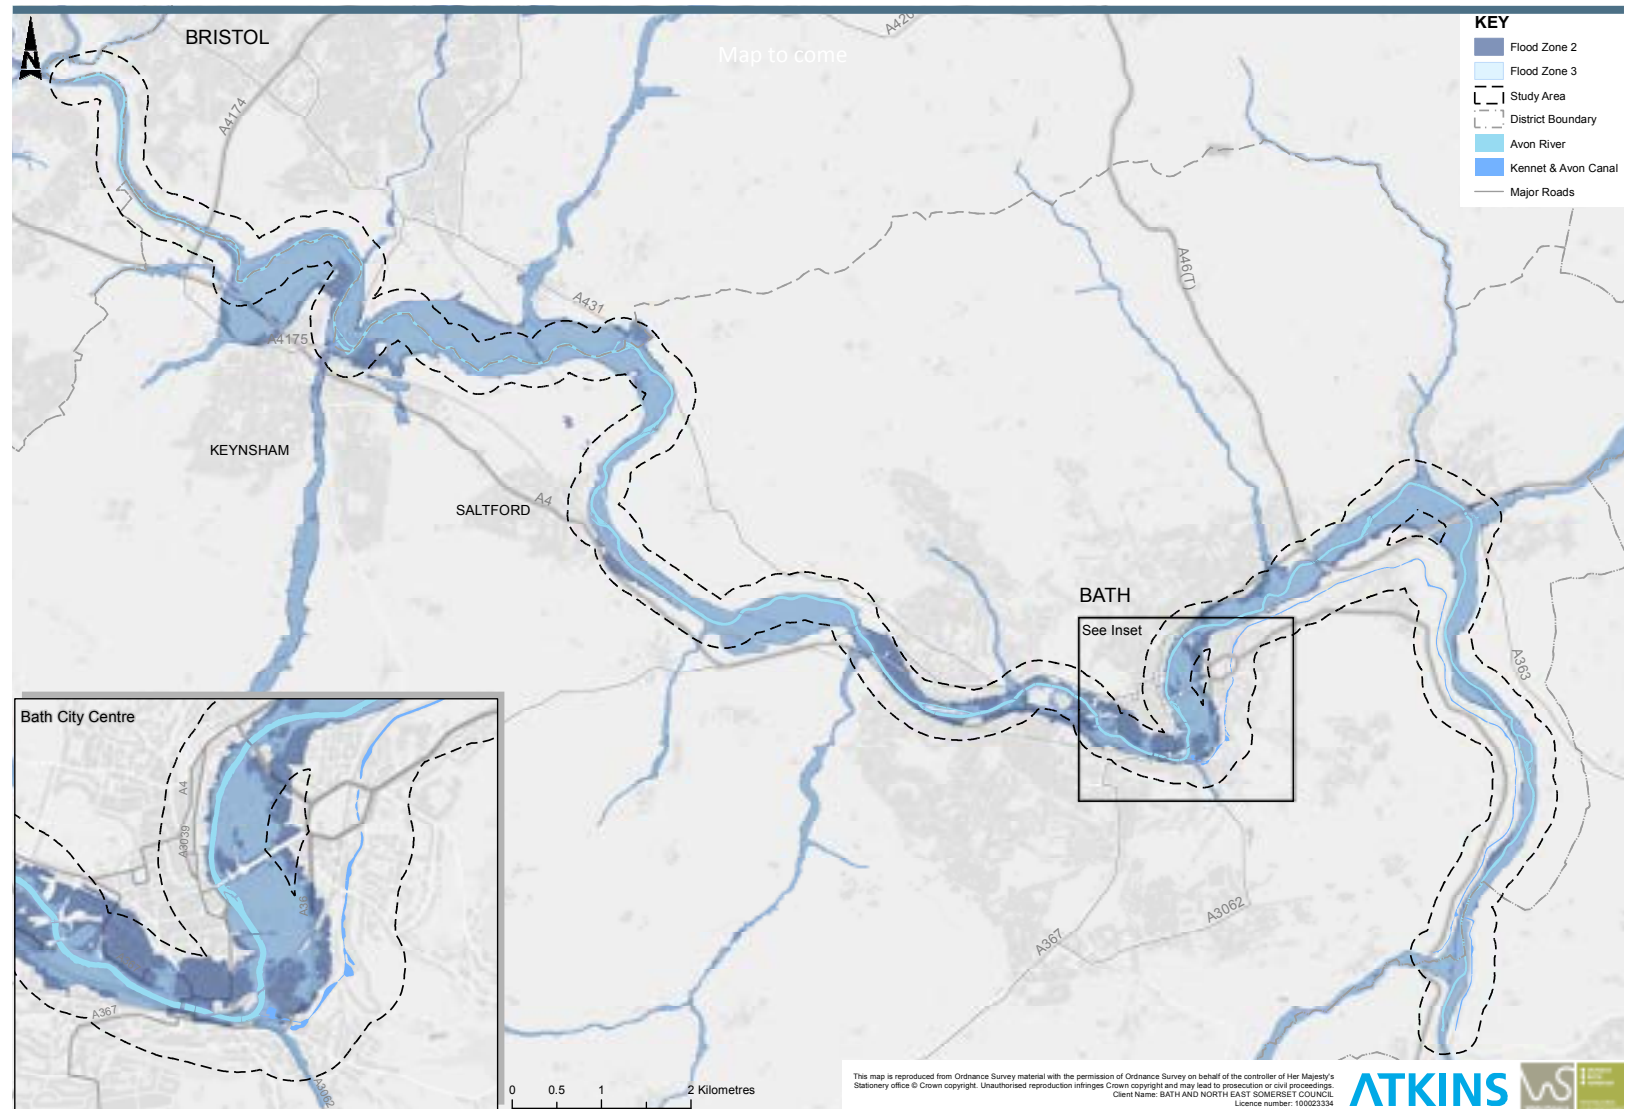 BRISTOL
Map to come
A420
KEY
Flood Zone 2
Flood Zone 3
Study Area
District Boundary
Avon River
Kennet & Avon Canal
Major Roads
N
A4174
A46(T)
A431
A4175
KEYNSHAM
A4
SALTFORD
BATH
See Inset
A363
Bath City Centre
A4
A3039
A36
A367
A3062
A3062
A367
0 0.5 1 2 Kilometres
This map is reproduced from Ordnance Survey material with the permission of Ordnance Survey on behalf of the controller of Her Majesty's
Stationery office © Crown copyright. Unauthorised reproduction infringes Crown copyright and may lead to prosecution or civil proceedings.
Client Name: BATH AND NORTH EAST SOMERSET COUNCIL
Licence number: 100023334
ATKINS